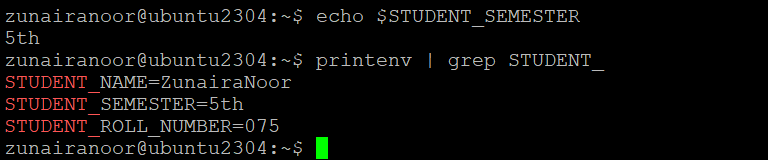 zunairanoor@ubuntu2304:~$ echo $STUDENT_SEMESTER
5th
zunairanoor@ubuntu2304:~$ printenv | grep STUDENT_
STUDENT_NAME=ZunairaNoor
STUDENT_SEMESTER=5th
STUDENT_ROLL_NUMBER=075
zunairanoor@ubuntu2304:~$